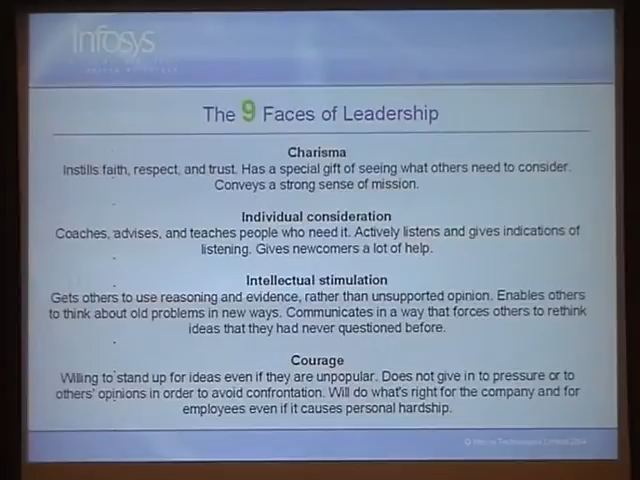 Infosys
The 9 Faces of Leadership
Charisma
Instills faith, respect, and trust. Has a special gift of seeing what others need to consider.
Conveys a strong sense of mission.
Individual consideration
Coaches, advises, and teaches people who need it. Actively listens and gives indications of
listening. Gives newcomers a lot of help.
Intellectual stimulation
Gets others to use reasoning and evidence, rather than unsupported opinion. Enables others
to think about old problems in new ways. Communicates in a way that forces others to rethink
ideas that they had never questioned before.
Courage
Willing to stand up for ideas even if they are unpopular. Does not give in to pressure or to
others' opinions in order to avoid confrontation. Will do what's right for the company and for
employees even if it causes personal hardship.